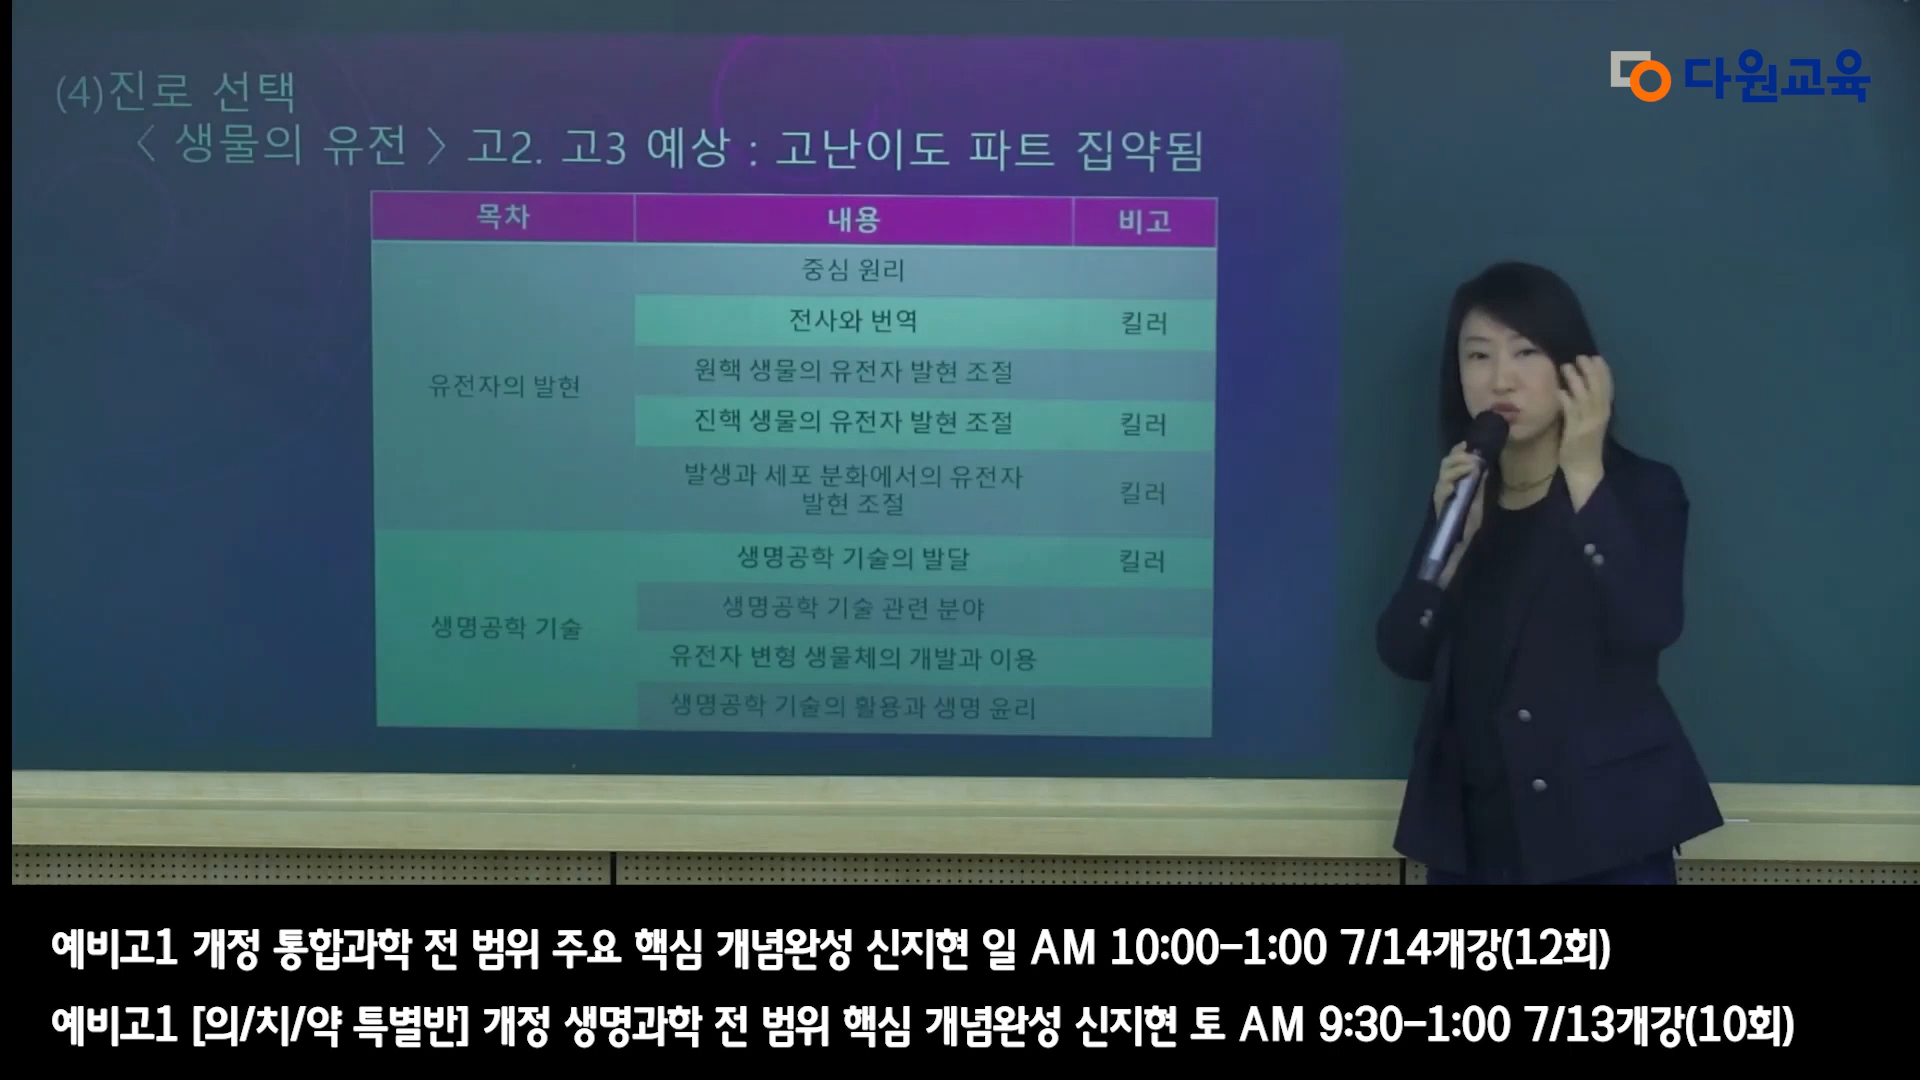 (4)진로 선택
다원교육
< 생물의 유전 > 고2. 고3 예상 : 고난이도 파트 집약됨
목차 내용 비고
중심 원리
전사와 번역 킬러
원핵 생물의 유전자 발현 조절
유전자의 발현
진핵 생물의 유전자 발현 조절 킬러
발생과 세포 분화에서의 유전자
발현 조절 킬러
생명공학 기술의 발달 킬러
생명공학 기술 관련 분야
생명공학 기술
유전자 변형 생물체의 개발과 이용
생명공학 기술의 활용과 생명 윤리
예비고1 개정 통합과학 전 범위 주요 핵심 개념완성 신지현 일 AM 10:00-1:00 7/14개강(12회)
예비고1 [의/치/약 특별반] 개정 생명과학 전 범위 핵심 개념완성 신지현 토 AM 9:30-1:00 7/13개강(10회)